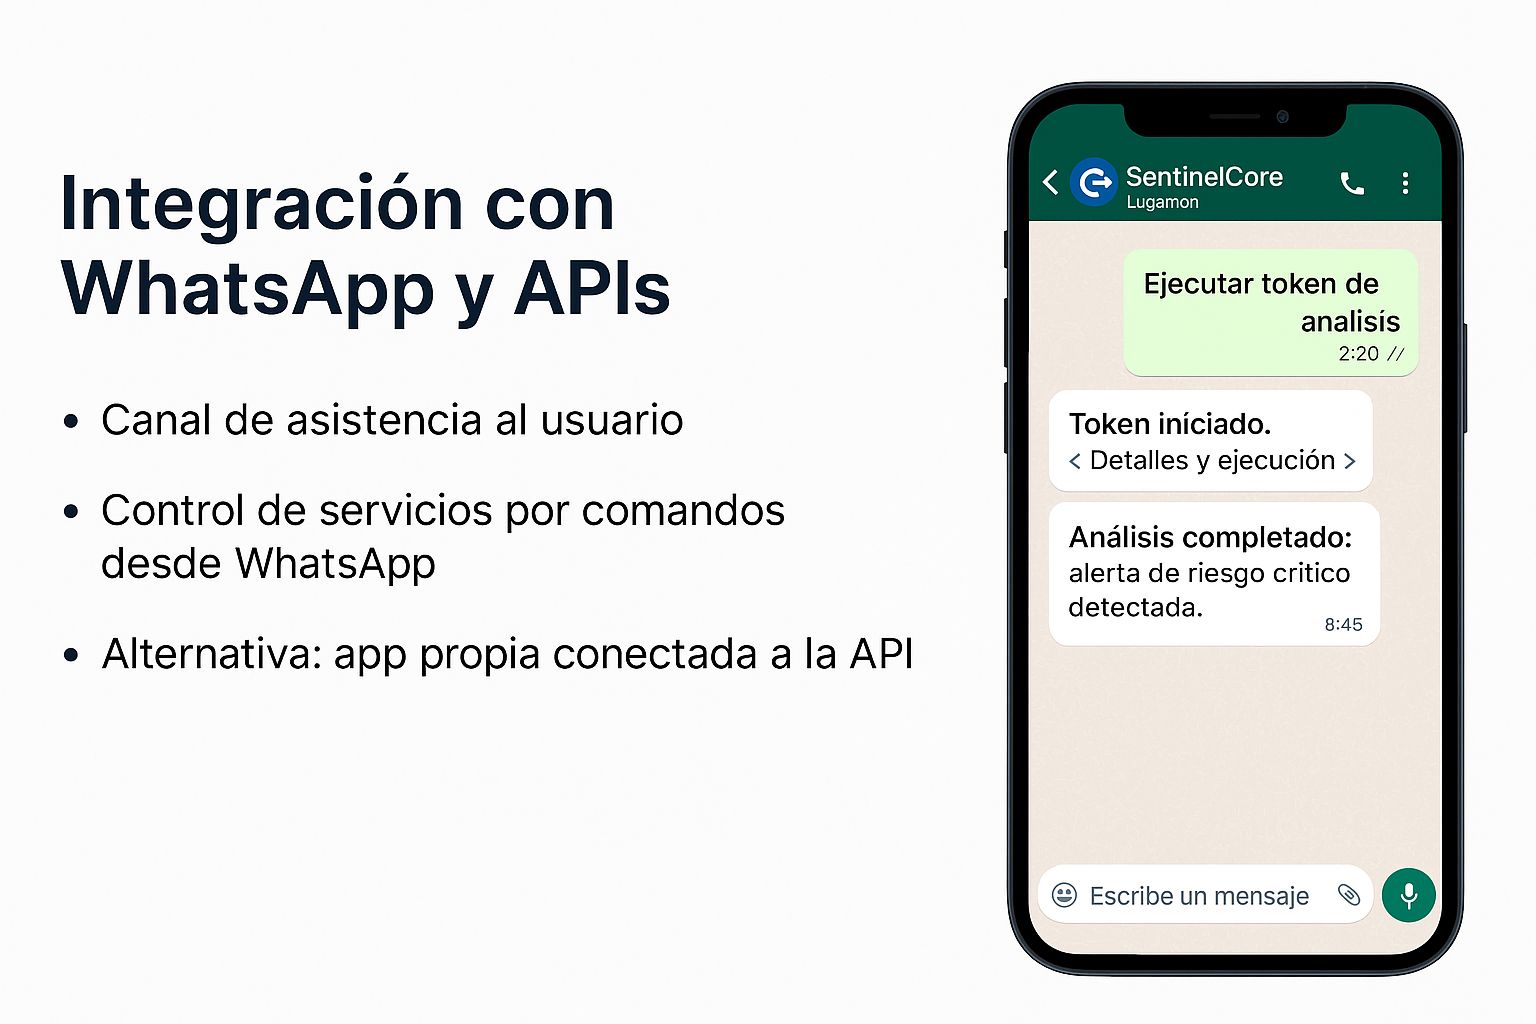 Integración con
WhatsApp y APIs
• Canal de asistencia al usuario
• Control de servicios por comandos
desde WhatsApp
• Alternativa: app propia conectada a la API
SentinelCore
Lugamon
Ejecutar token de
analisís
2:20
Token iníciado.
< Detalles y ejecución >
Análisis completado:
alerta de riesgo critico
detectada.
8:45
Escribe un mensaje